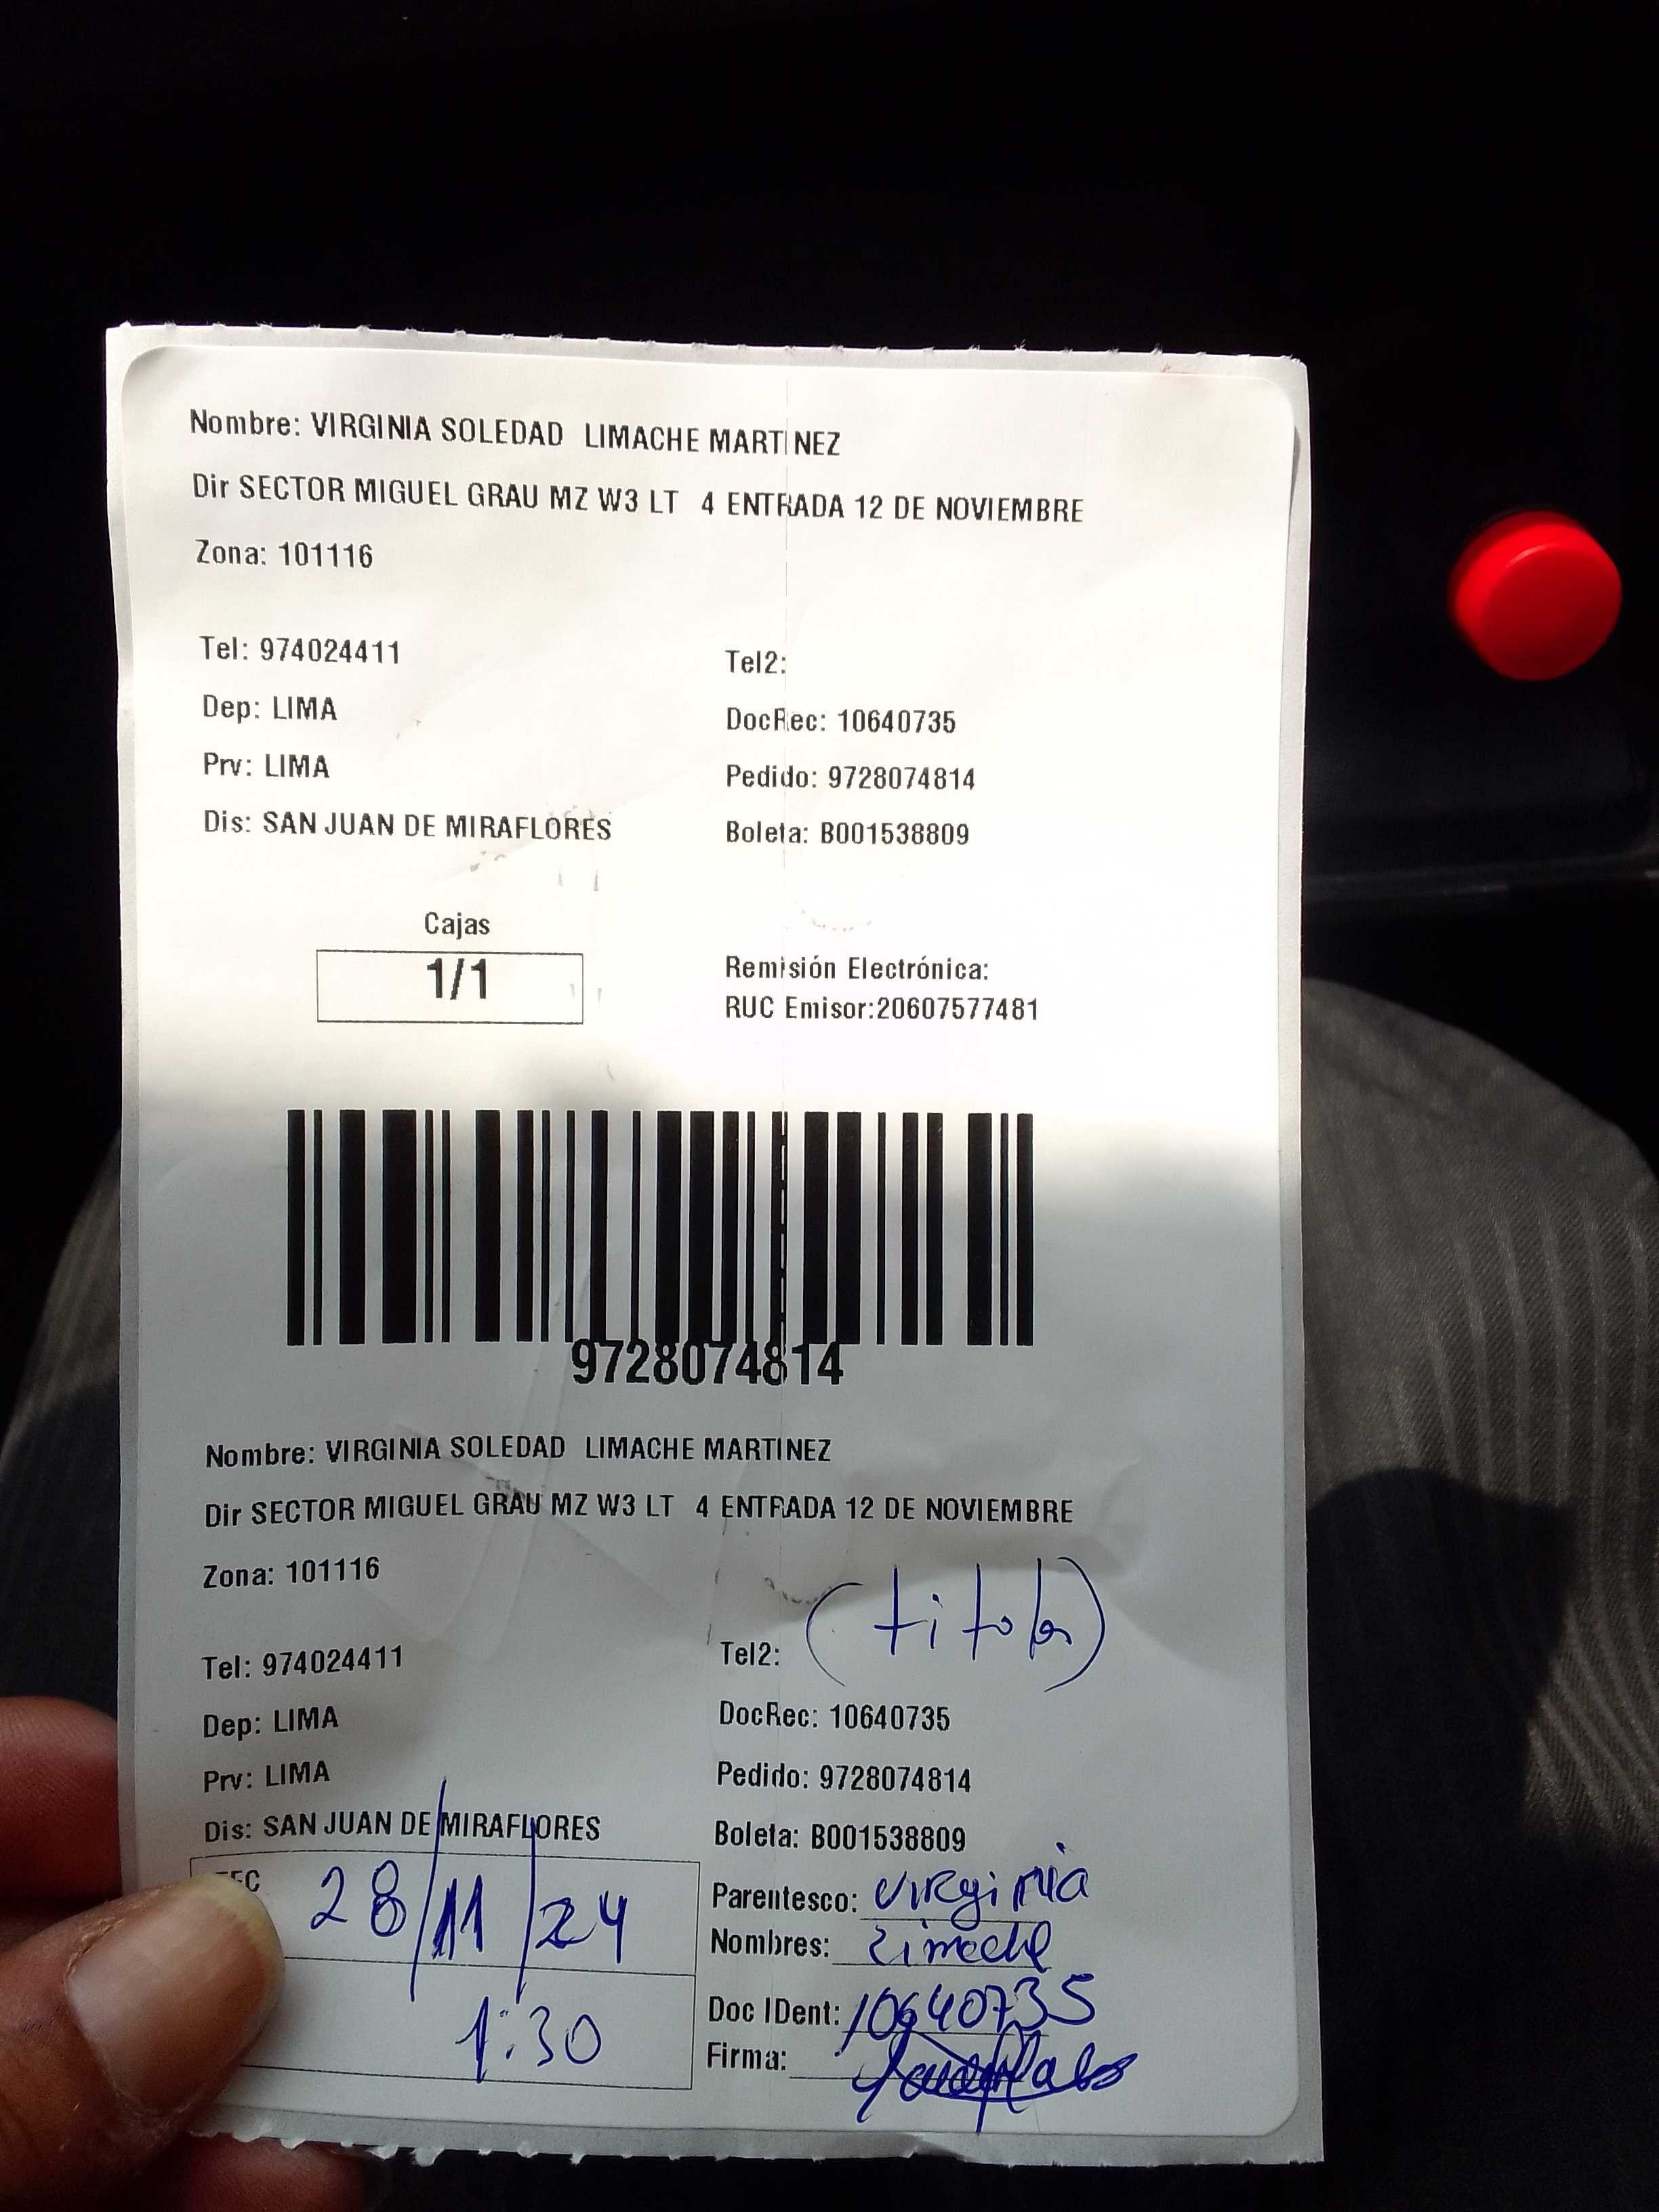 Nombre: VIRGINIA SOLEDAD LIMACHE MARTINEZ
Dir SECTOR MIGUEL GRAU MZ W3 LT 4 ENTRADA 12 DE NOVIEMBRE
Zona: 101116
Tel: 974024411 Tel2:
Dep: LIMA DocRec: 10640735
Prv: LIMA Pedido: 9728074814
Dis: SAN JUAN DE MIRAFLORES Boleta: B001538809
Cajas
1/1
Remisión Electrónica:
RUC Emisor:20607577481
9728074814
Nombre: VIRGINIA SOLEDAD LIMACHE MARTINEZ
Dir SECTOR MIGUEL GRAU MZ W3 LT 4 ENTRADA 12 DE NOVIEMBRE
Zona: 101116
Tel: 974024411 Tel2:
DocRec: 10640735
Dep: LIMA
Prv: LIMA Pedido: 9728074814
Dis: SAN JUAN DE MIRAFLORES Boleta: B001538809
28/11/24
1:30
Parentesco: virginia
Nombres:
Doc IDent: 10640735
Firma: